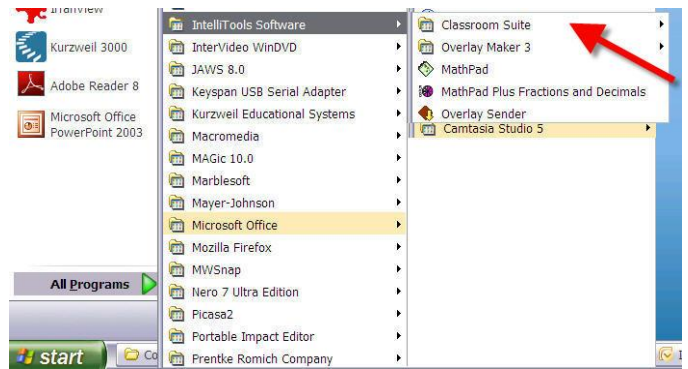 IrfanView
Kurzweil 3000
Adobe Reader 8
Microsoft Office
PowerPoint 2003
All Programs
start
Co
IntelliTools Software
InterVideo WinDVD
JAWS 8.0
Keyspan USB Serial Adapter
Kurzweil Educational Systems
Macromedia
MAGic 10.0
Marblesoft
Mayer-Johnson
Microsoft Office
Mozilla Firefox
MWSnap
Nero 7 Ultra Edition
Picasa2
Portable Impact Editor
Prentke Romich Company
Classroom Suite
Overlay Maker 3
MathPad
MathPad Plus Fractions and Decimals
Overlay Sender
Camtasia Studio 5